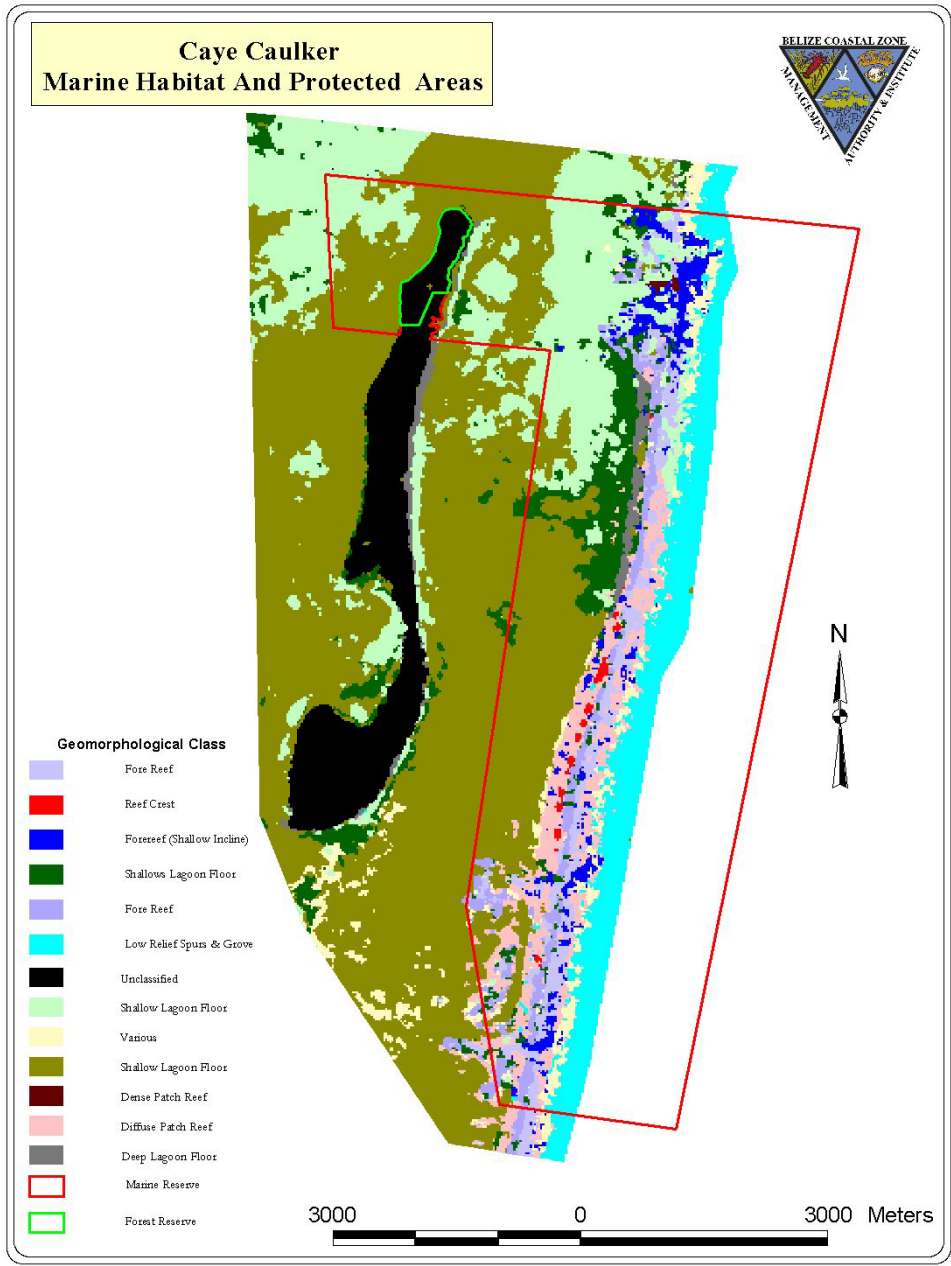 Caye Caulker
Marine Habitat And Protected Areas
BELIZE COASTAL ZONE
MANAGEMENT
AUTHORITY & INSTITUTE
N
Geomorphological Class
Fore Reef
Reef Crest
Forereef (Shallow Incline)
Shallows Lagoon Floor
Fore Reef
Low Relief Spurs & Grove
Unclassified
Shallow Lagoon Floor
Various
Shallow Lagoon Floor
Dense Patch Reef
Diffuse Patch Reef
Deep Lagoon Floor
Marine Reserve
Forest Reserve
3000 0 3000 Meters